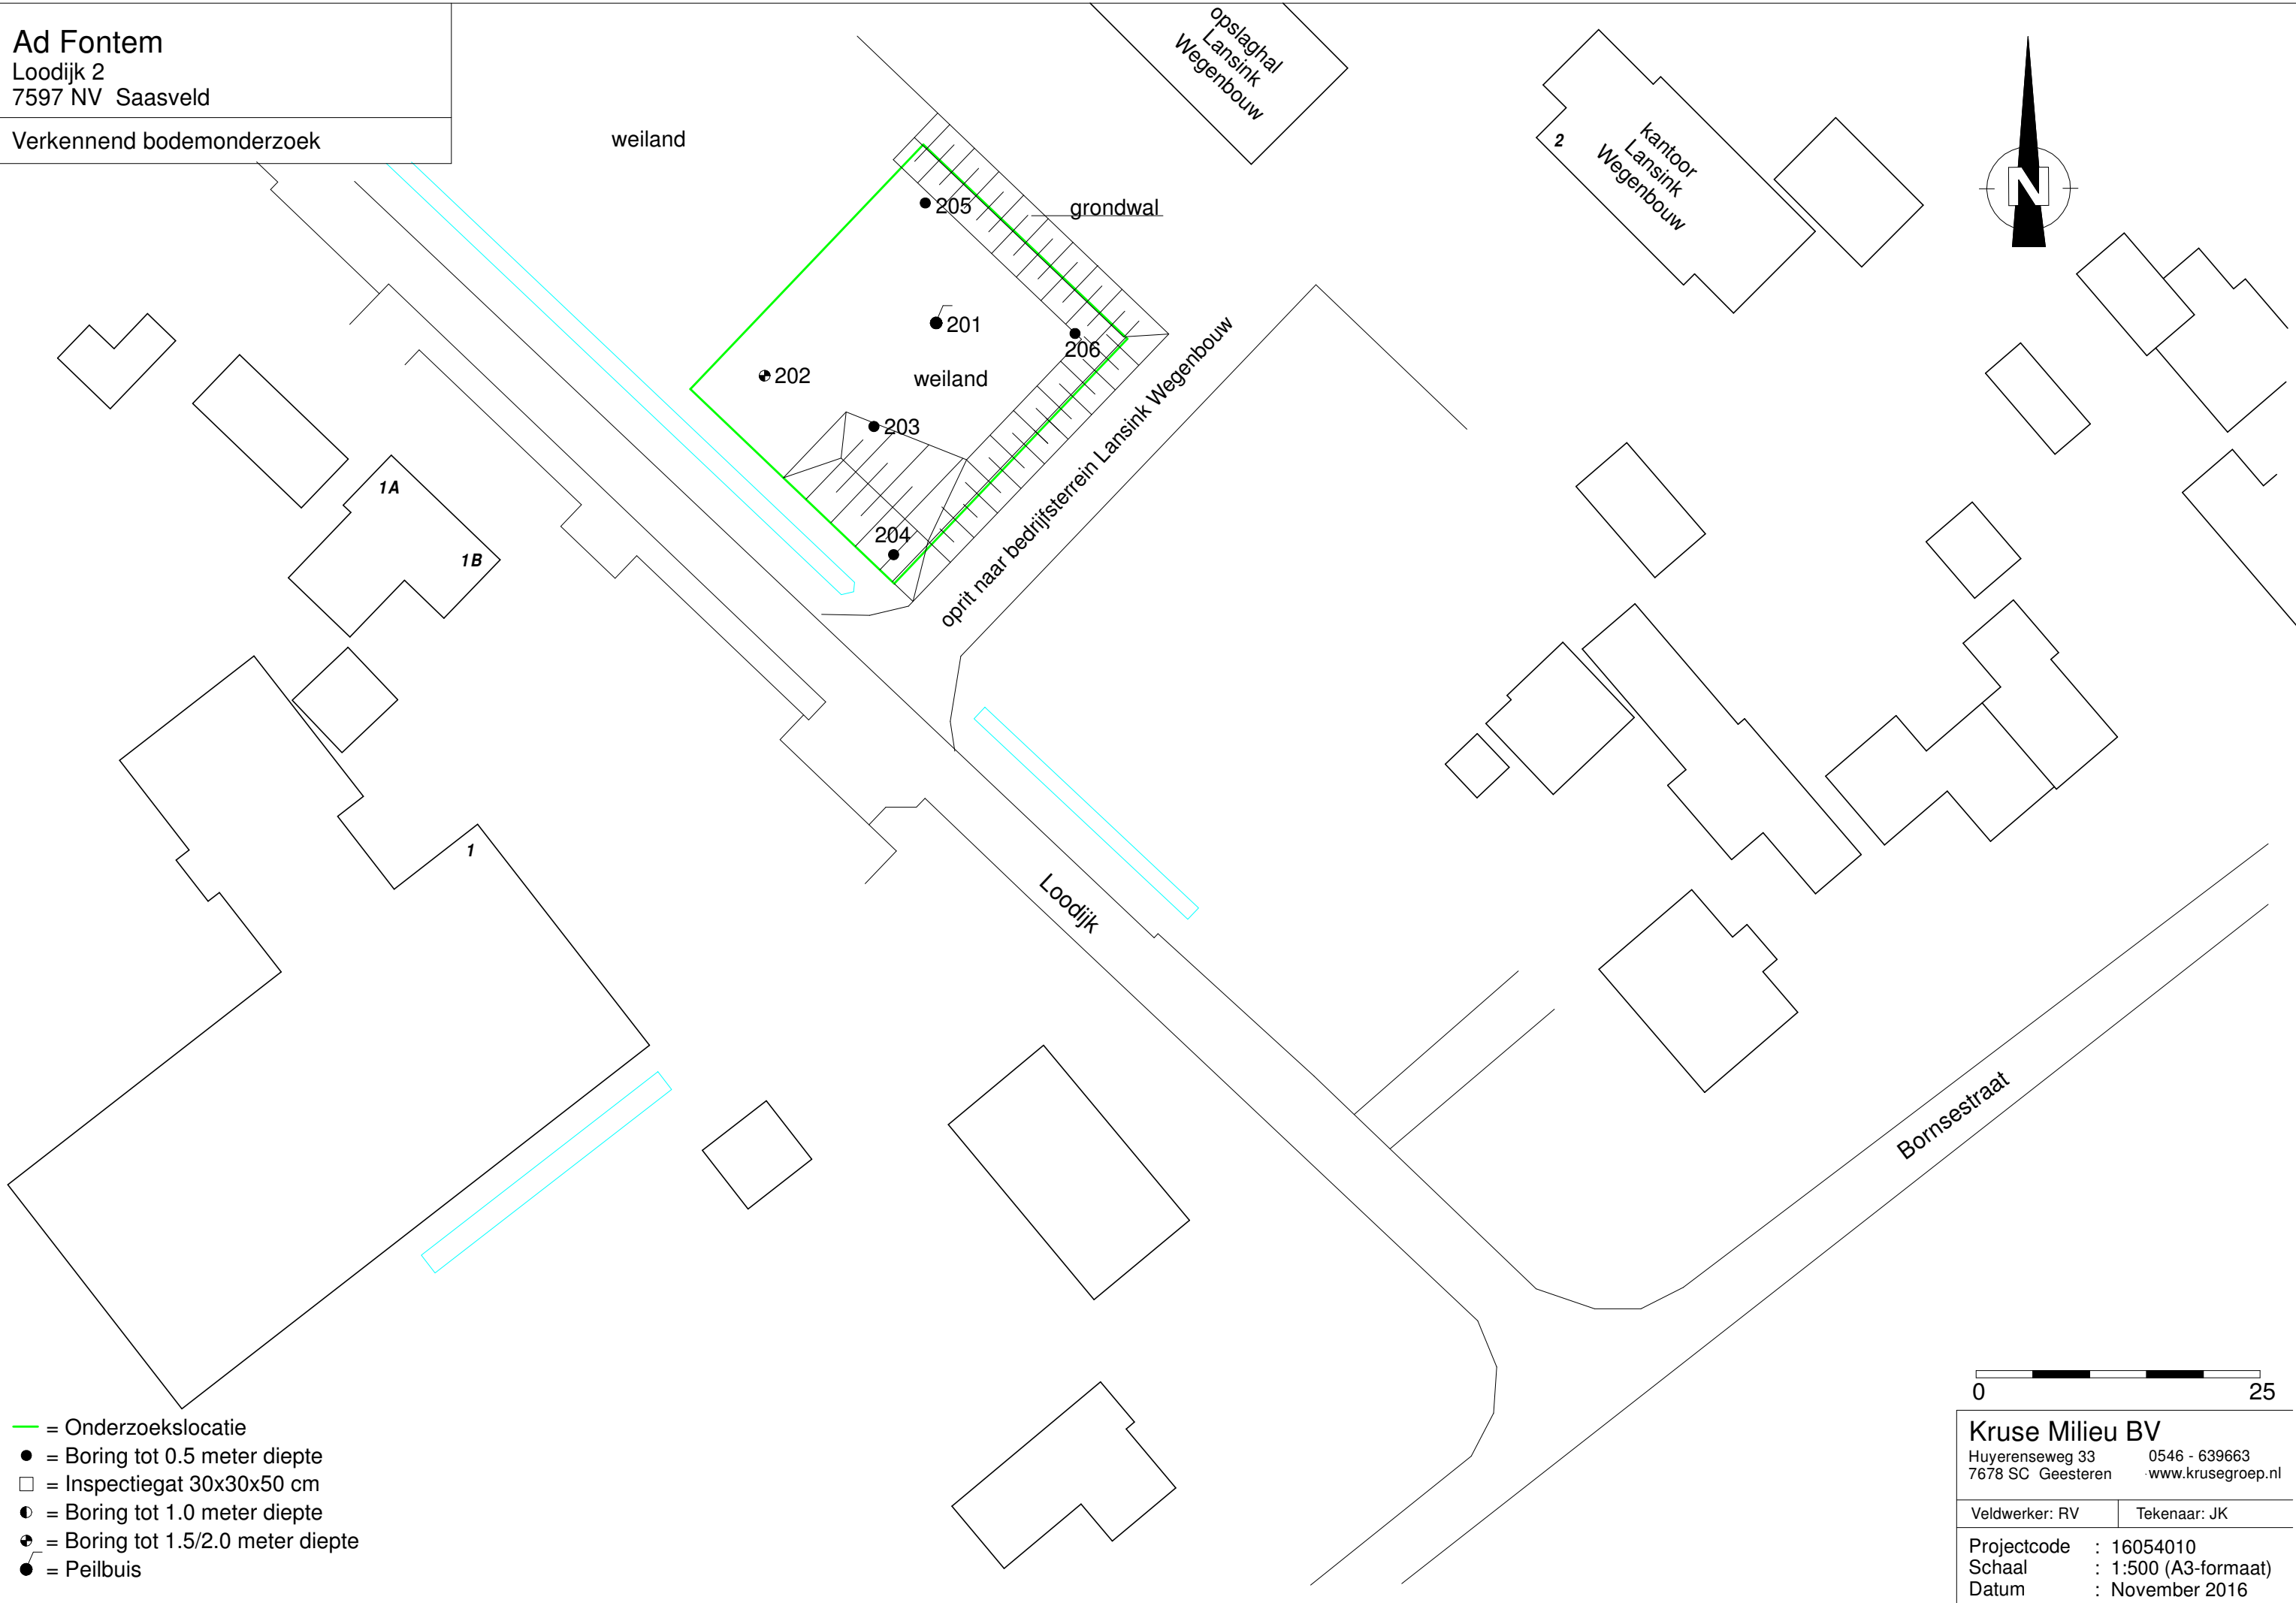 Ad Fontem
Loodijk 2
7597 NV  Saasveld
Verkennend bodemonderzoek
weiland
opslaghal
Lansink
Wegenbouw
2
kantoor
Lansink
Wegenbouw
N
grondwal
205
201
206
202
weiland
203
204
oprit naar bedrijfsterrein Lansink Wegenbouw
1A
1B
1
Loodijk
Bornsestraat
= Onderzoekslocatie
= Boring tot 0.5 meter diepte
= Inspectiegat 30x30x50 cm
= Boring tot 1.0 meter diepte
= Boring tot 1.5/2.0 meter diepte
= Peilbuis
0 25
Kruse Milieu BV
Huyerenseweg 33 0546 - 639663
7678 SC  Geesteren www.krusegroep.nl
Veldwerker: RV Tekenaar: JK
Projectcode : 16054010
Schaal : 1:500 (A3-formaat)
Datum : November 2016